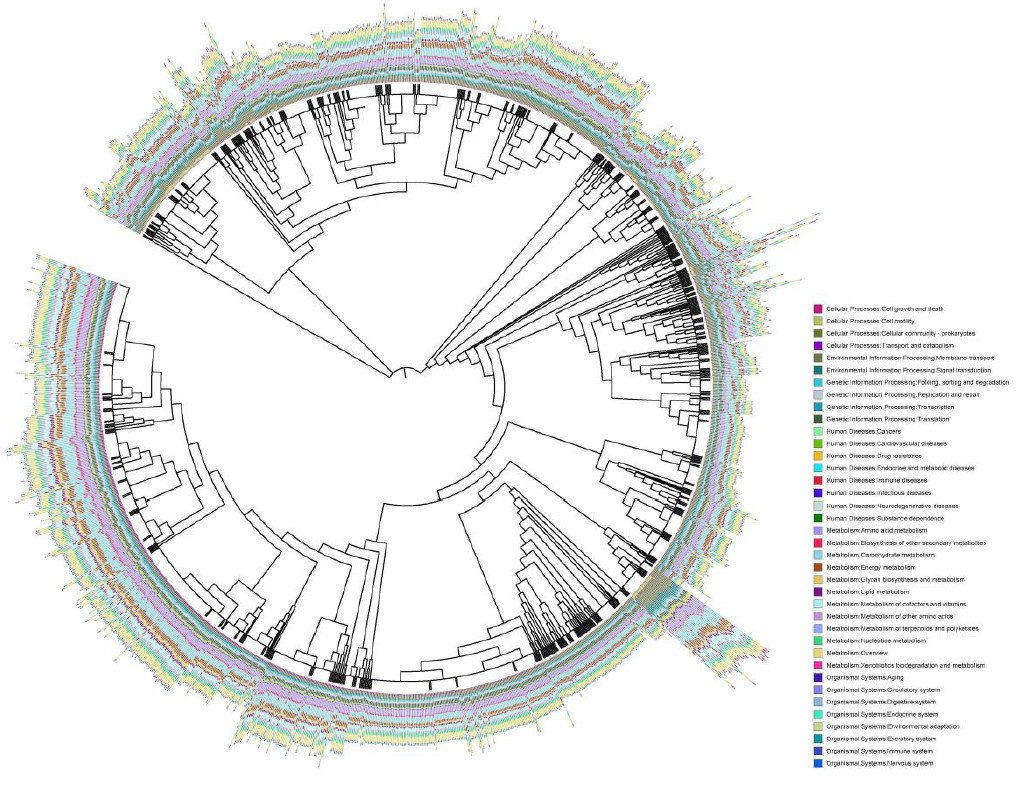 Cellular Processes:Cell growth and death
Cellular Processes:Cell motility
Cellular Processes:Cellular community - prokaryotes
Cellular Processes:Transport and catabolism
Environmental Information Processing:Membrane transport
Environmental Information Processing:Signal transduction
Genetic Information Processing:Folding, sorting and degradation
Genetic Information Processing:Replication and repair
Genetic Information Processing:Transcription
Genetic Information Processing:Translation
Human Diseases:Cancers
Human Diseases:Cardiovascular diseases
Human Diseases:Drug resistance
Human Diseases:Endocrine and metabolic diseases
Human Diseases:Immune diseases
Human Diseases:Infectious diseases
Human Diseases:Neurodegenerative diseases
Human Diseases:Substance dependence
Metabolism:Amino acid metabolism
Metabolism:Biosynthesis of other secondary metabolites
Metabolism:Carbohydrate metabolism
Metabolism:Energy metabolism
Metabolism:Glycan biosynthesis and metabolism
Metabolism:Lipid metabolism
Metabolism:Metabolism of cofactors and vitamins
Metabolism:Metabolism of other amino acids
Metabolism:Metabolism of terpenoids and polyketides
Metabolism:Nucleotide metabolism
Metabolism:Overview
Metabolism:Xenobiotics biodegradation and metabolism
Organismal Systems:Aging
Organismal Systems:Circulatory system
Organismal Systems:Digestive system
Organismal Systems:Endocrine system
Organismal Systems:Environmental adaptation
Organismal Systems:Excretory system
Organismal Systems:Immune system
Organismal Systems:Nervous system